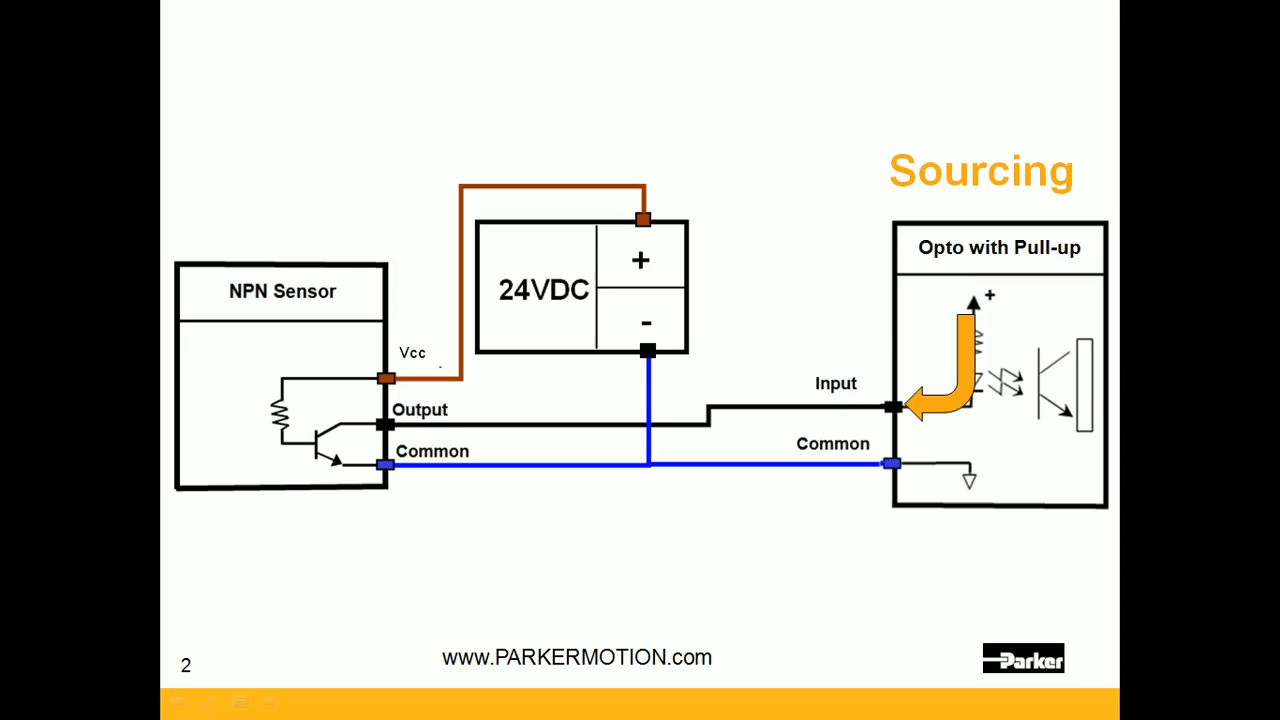 Sourcing
Opto with Pull-up
NPN Sensor
24VDC
+
-
+
Vcc
Output
Common
Input
Common
2
www.PARKERMOTION.com
Parker